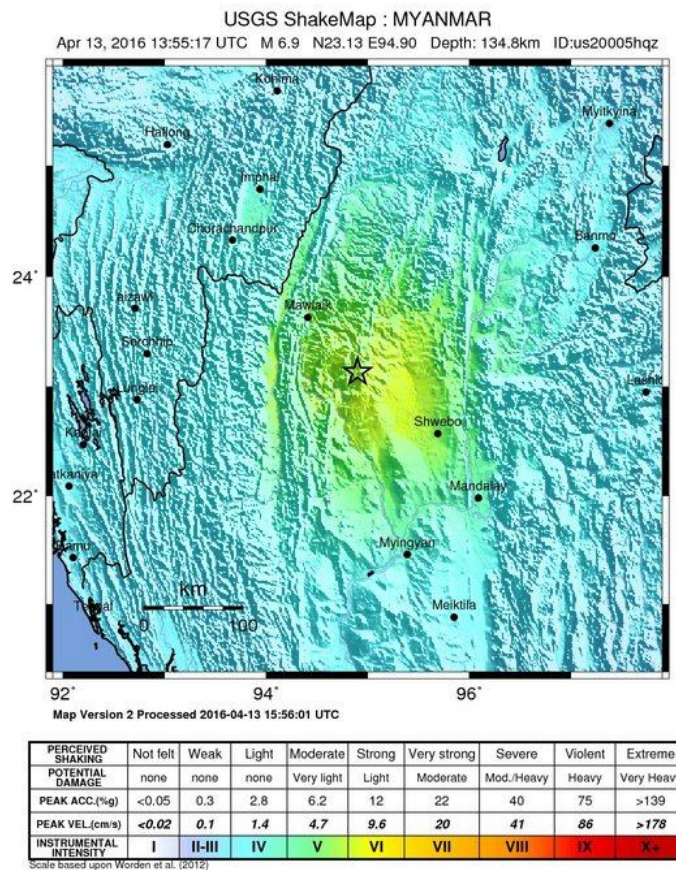 USGS ShakeMap : MYANMAR
Apr 13, 2016 13:55:17 UTC M 6.9 N23.13 E94.90 Depth: 134.8km ID:us20005hqz
Kohima
Myitkyina
Haflong
Imphal
Churachandpur
Banmo
24°
Aizawl
Mawlaik
Serchhip
Lunglei
Lashio
Shwebo
22°
Mandalay
Myingyan
km
Meiktila
0 100
92° 94° 96°
Map Version 2 Processed 2016-04-13 15:56:01 UTC
PERCEIVED SHAKING Not felt Weak Light Moderate Strong Very strong Severe Violent Extreme
POTENTIAL DAMAGE none none none Very light Light Moderate Mod./Heavy Heavy Very Heavy
PEAK ACC.(%g) <0.05 0.3 2.8 6.2 12 22 40 75 >139
PEAK VEL.(cm/s) <0.02 0.1 1.4 4.7 9.6 20 41 86 >178
INSTRUMENTAL INTENSITY I II-III IV V VI VII VIII IX X+
Scale based upon Worden et al. (2012)